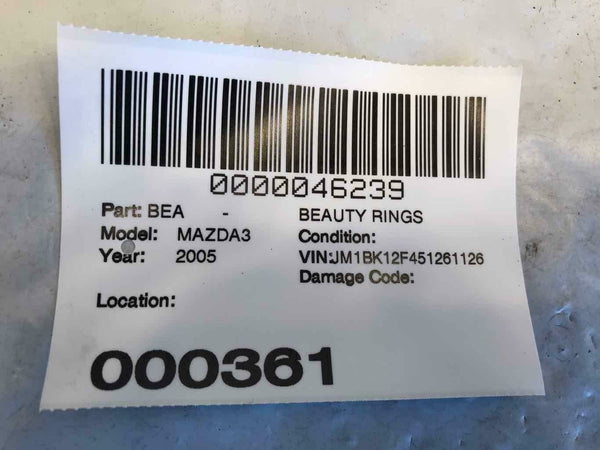 0000046239
Part: BEA - BEAUTY RINGS
Model: MAZDA3 Condition:
Year: 2005 VIN:JM1BK12F451261126
Damage Code:
Location:
000361